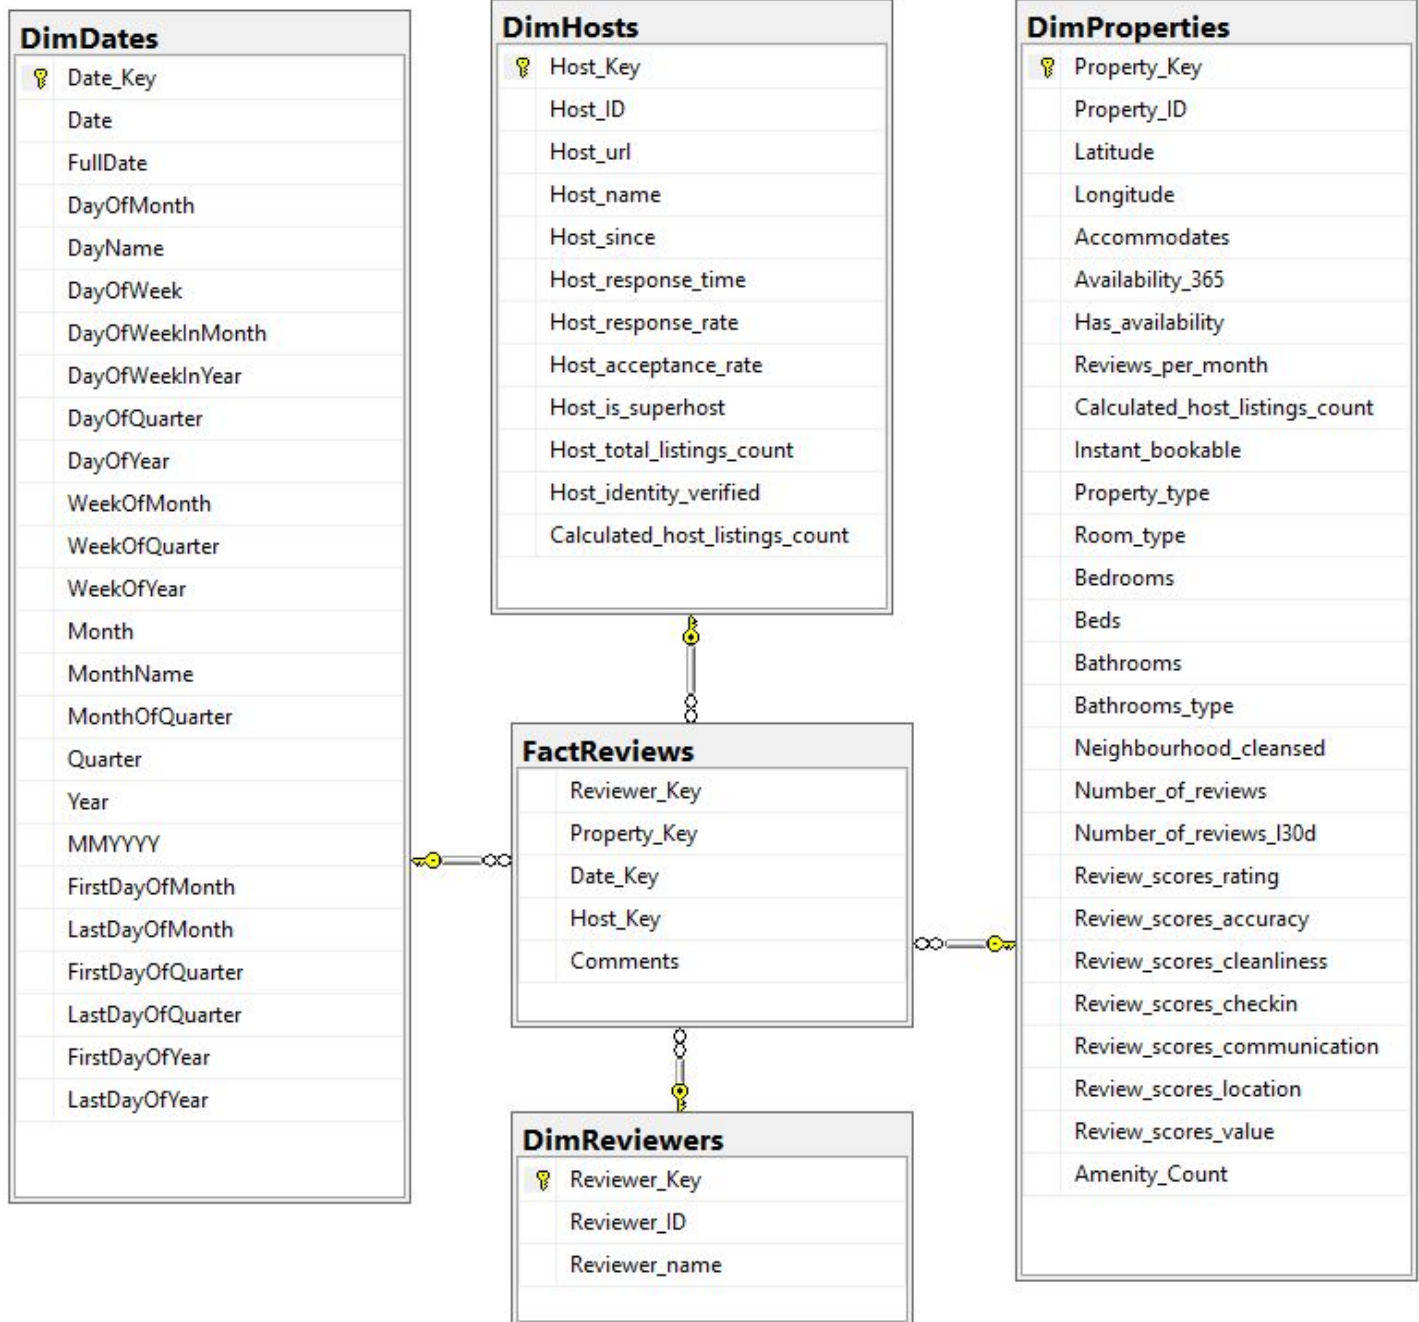 DimDates
Date_Key
Date
FullDate
DayOfMonth
DayName
DayOfWeek
DayOfWeekInMonth
DayOfWeekInYear
DayOfQuarter
DayOfYear
WeekOfMonth
WeekOfQuarter
WeekOfYear
Month
MonthName
MonthOfQuarter
Quarter
Year
MMYYYY
FirstDayOfMonth
LastDayOfMonth
FirstDayOfQuarter
LastDayOfQuarter
FirstDayOfYear
LastDayOfYear
DimHosts
Host_Key
Host_ID
Host_url
Host_name
Host_since
Host_response_time
Host_response_rate
Host_acceptance_rate
Host_is_superhost
Host_total_listings_count
Host_identity_verified
Calculated_host_listings_count
FactReviews
Reviewer_Key
Property_Key
Date_Key
Host_Key
Comments
DimReviewers
Reviewer_Key
Reviewer_ID
Reviewer_name
DimProperties
Property_Key
Property_ID
Latitude
Longitude
Accommodates
Availability_365
Has_availability
Reviews_per_month
Calculated_host_listings_count
Instant_bookable
Property_type
Room_type
Bedrooms
Beds
Bathrooms
Bathrooms_type
Neighbourhood_cleansed
Number_of_reviews
Number_of_reviews_l30d
Review_scores_rating
Review_scores_accuracy
Review_scores_cleanliness
Review_scores_checkin
Review_scores_communication
Review_scores_location
Review_scores_value
Amenity_Count